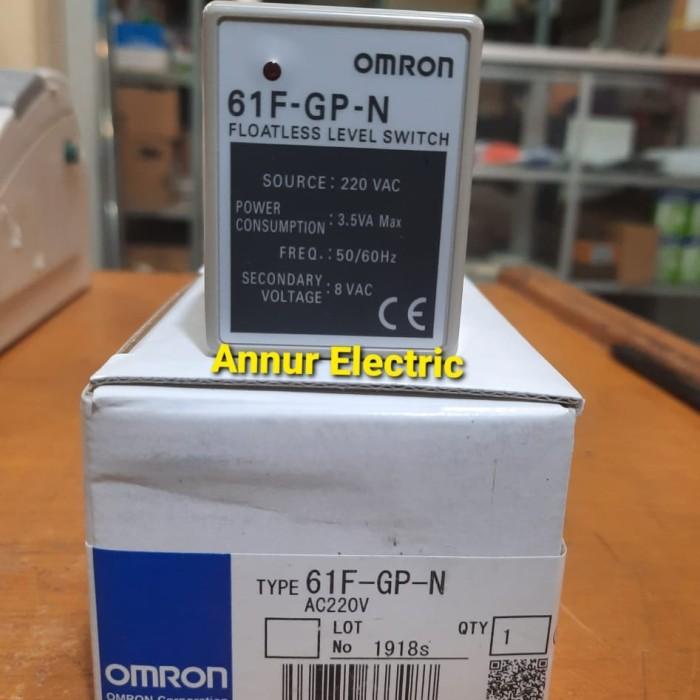 OMRON
61F-GP-N
FLOATLESS LEVEL SWITCH
SOURCE: 220 VAC
POWER CONSUMPTION : 3.5VA Max
FREQ. : 50/60Hz
SECONDARY VOLTAGE : 8 VAC
CE
Annur Electric
TYPE 61F-GP-N
AC220V
LOT No 1918s
QTY 1
OMRON
OMRON Corporation